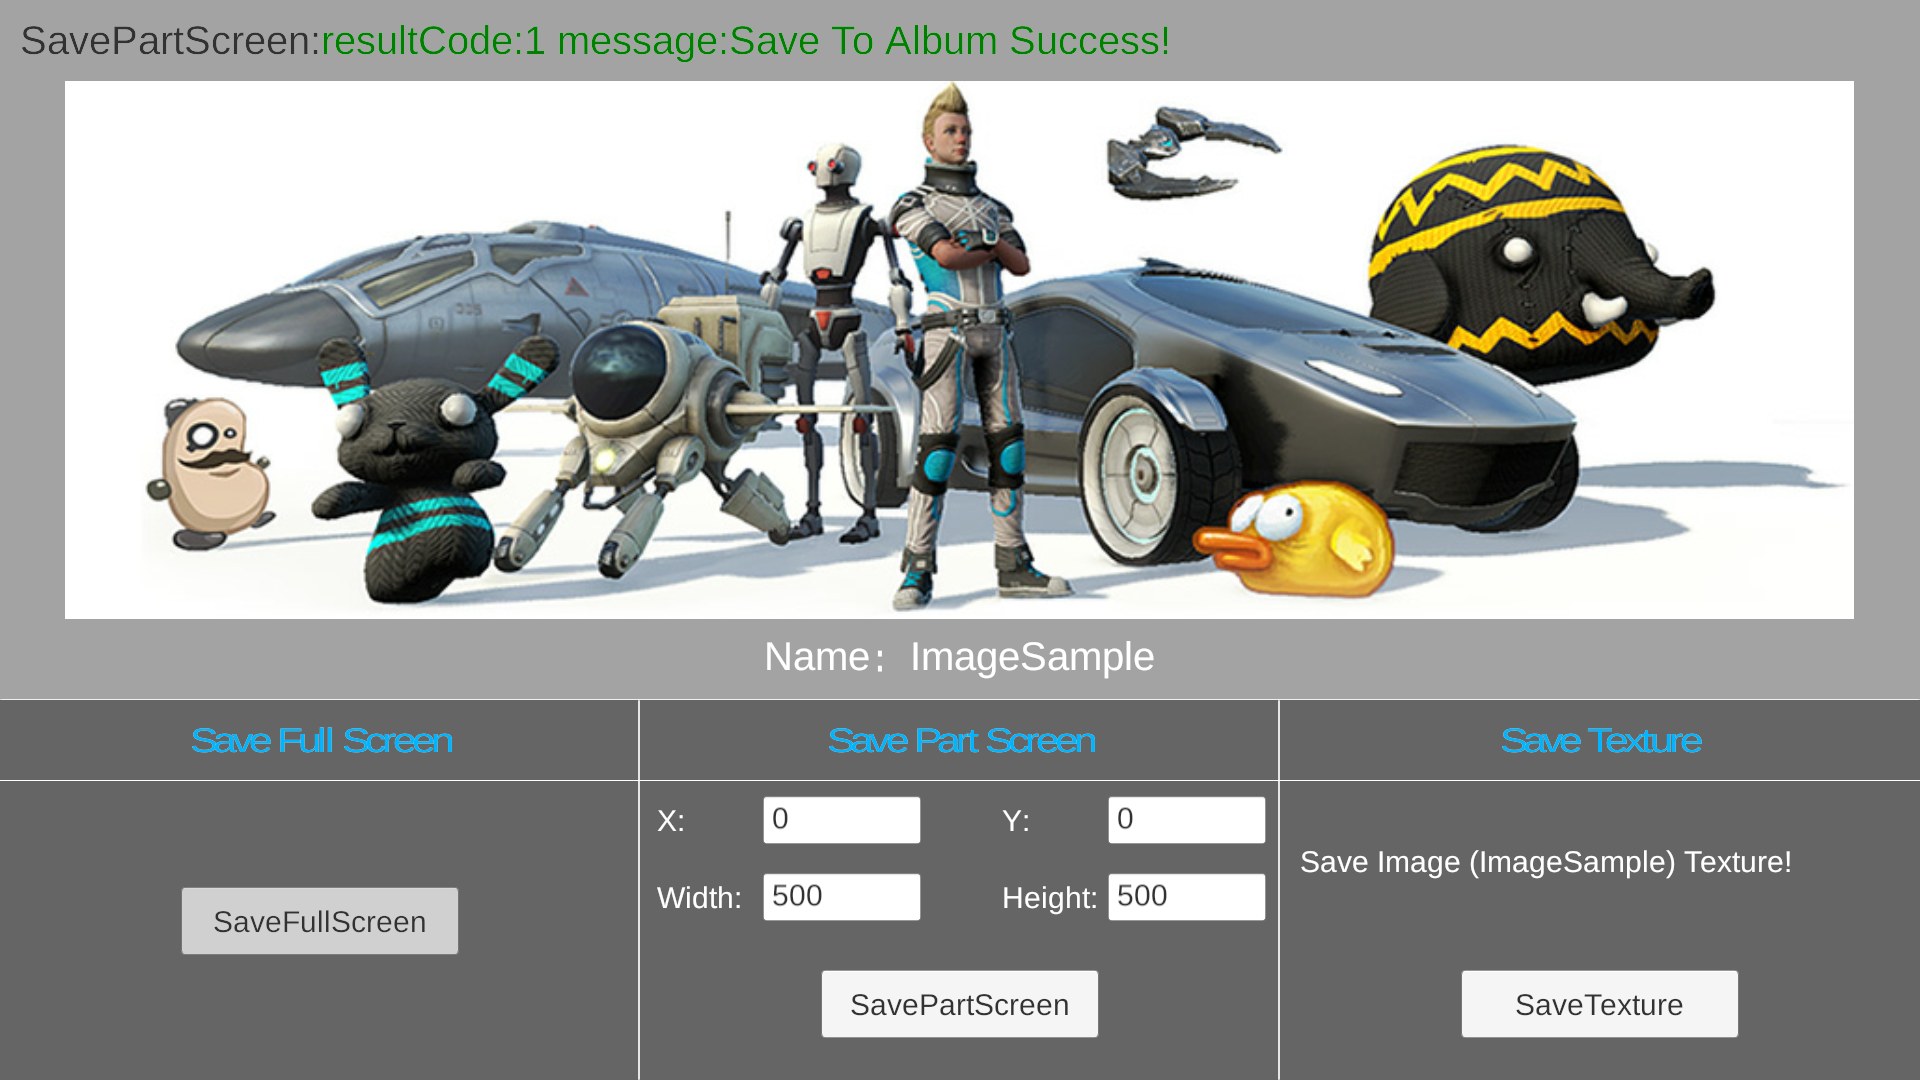 SavePartScreen:resultCode:1 message:Save To Album Success!
Name： ImageSample
Save Full Screen
Save Part Screen
Save Texture
X:
0
Y:
0
Save Image (ImageSample) Texture!
Width:
500
Height:
500
SaveFullScreen
SavePartScreen
SaveTexture